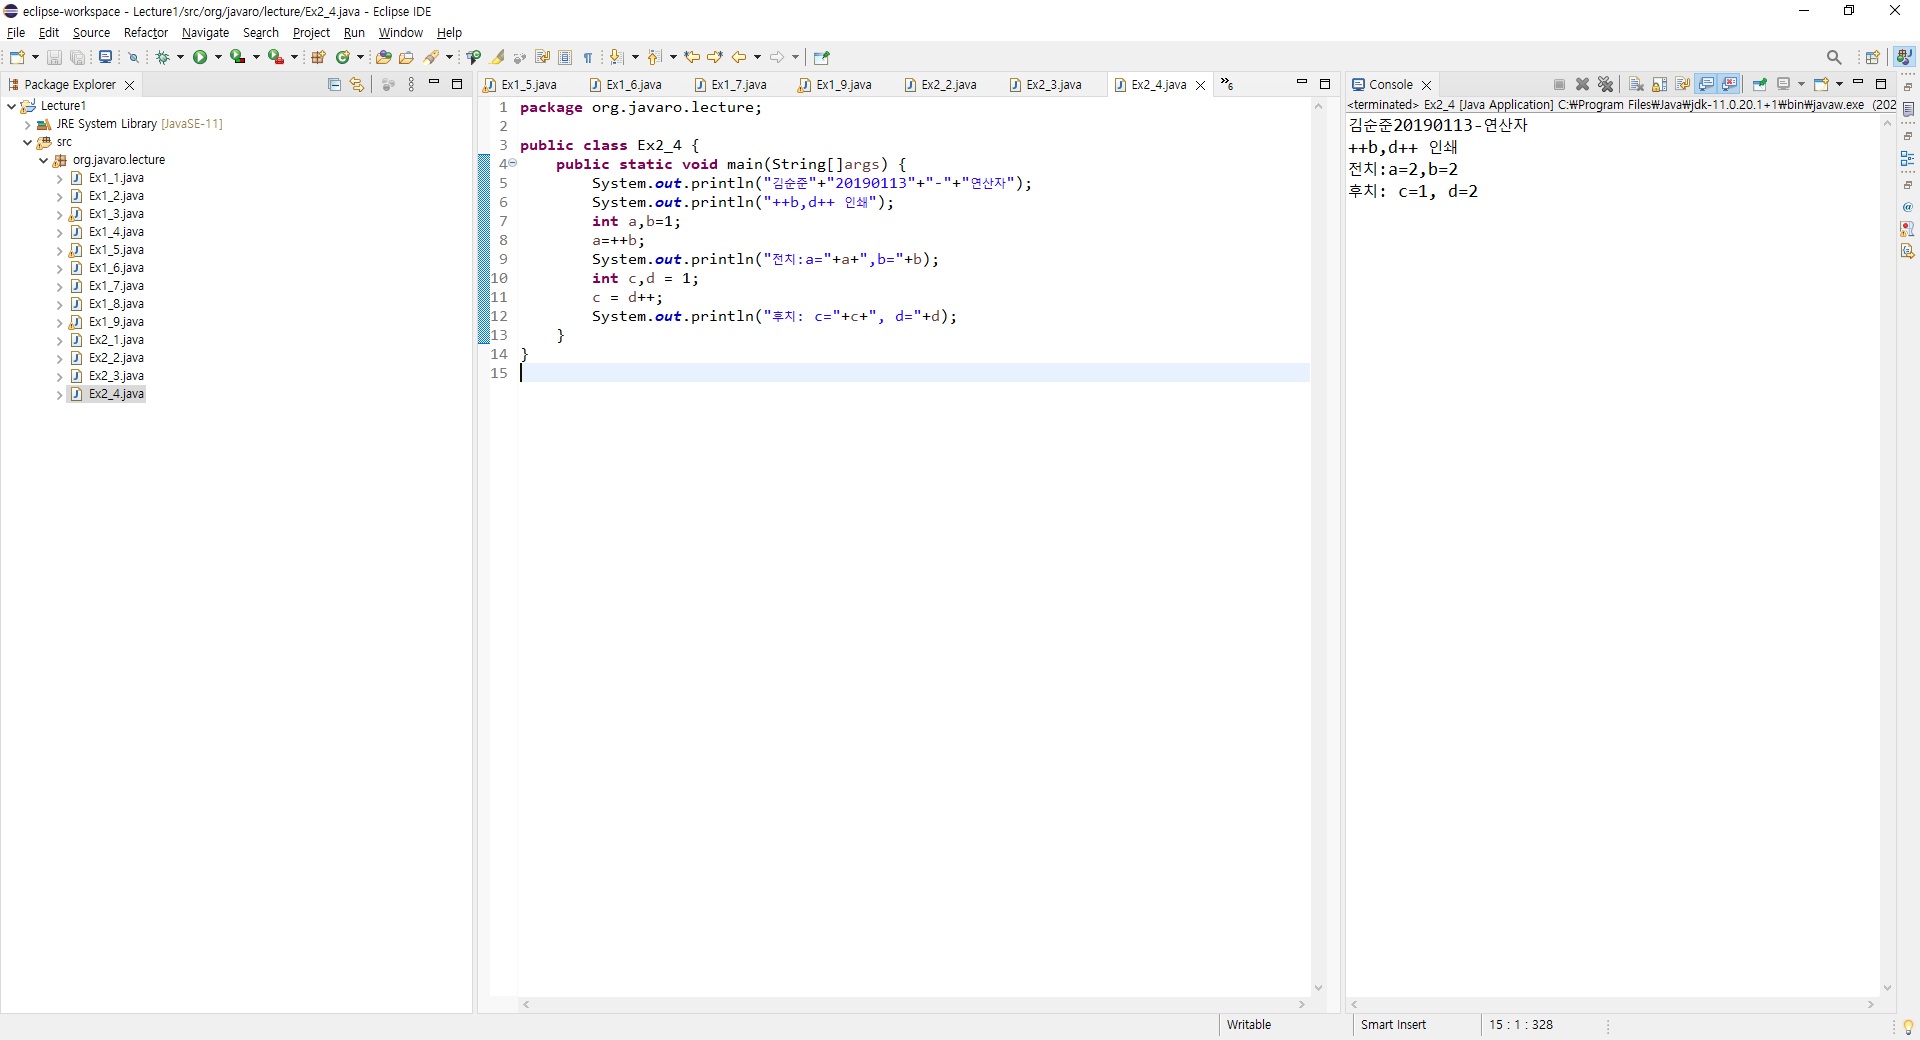 eclipse-workspace - Lecture1/src/org/javaro/lecture/Ex2_4.java - Eclipse IDE
File Edit Source Refactor Navigate Search Project Run Window Help
Package Explorer
Lecture1
JRE System Library [JavaSE-11]
src
org.javaro.lecture
Ex1_1.java
Ex1_2.java
Ex1_3.java
Ex1_4.java
Ex1_5.java
Ex1_6.java
Ex1_7.java
Ex1_8.java
Ex1_9.java
Ex2_1.java
Ex2_2.java
Ex2_3.java
Ex2_4.java
Ex1_5.java Ex1_6.java Ex1_7.java Ex1_9.java Ex2_2.java Ex2_3.java Ex2_4.java »6
1 package org.javaro.lecture;
2
3 public class Ex2_4 {
4 public static void main(String[]args) {
5 System.out.println("김순준"+"20190113"+"-"+"연산자");
6 System.out.println("++b,d++ 인쇄");
7 int a,b=1;
8 a=++b;
9 System.out.println("전치:a="+a+",b="+b);
10 int c,d = 1;
11 c = d++;
12 System.out.println("후치: c="+c+", d="+d);
13 }
14 }
15
Console
<terminated> Ex2_4 [Java Application] C:₩Program Files₩Java₩jdk-11.0.20.1+1₩bin₩javaw.exe (202
김순준20190113-연산자
++b,d++ 인쇄
전치:a=2,b=2
후치: c=1, d=2
Writable Smart Insert 15 : 1 : 328